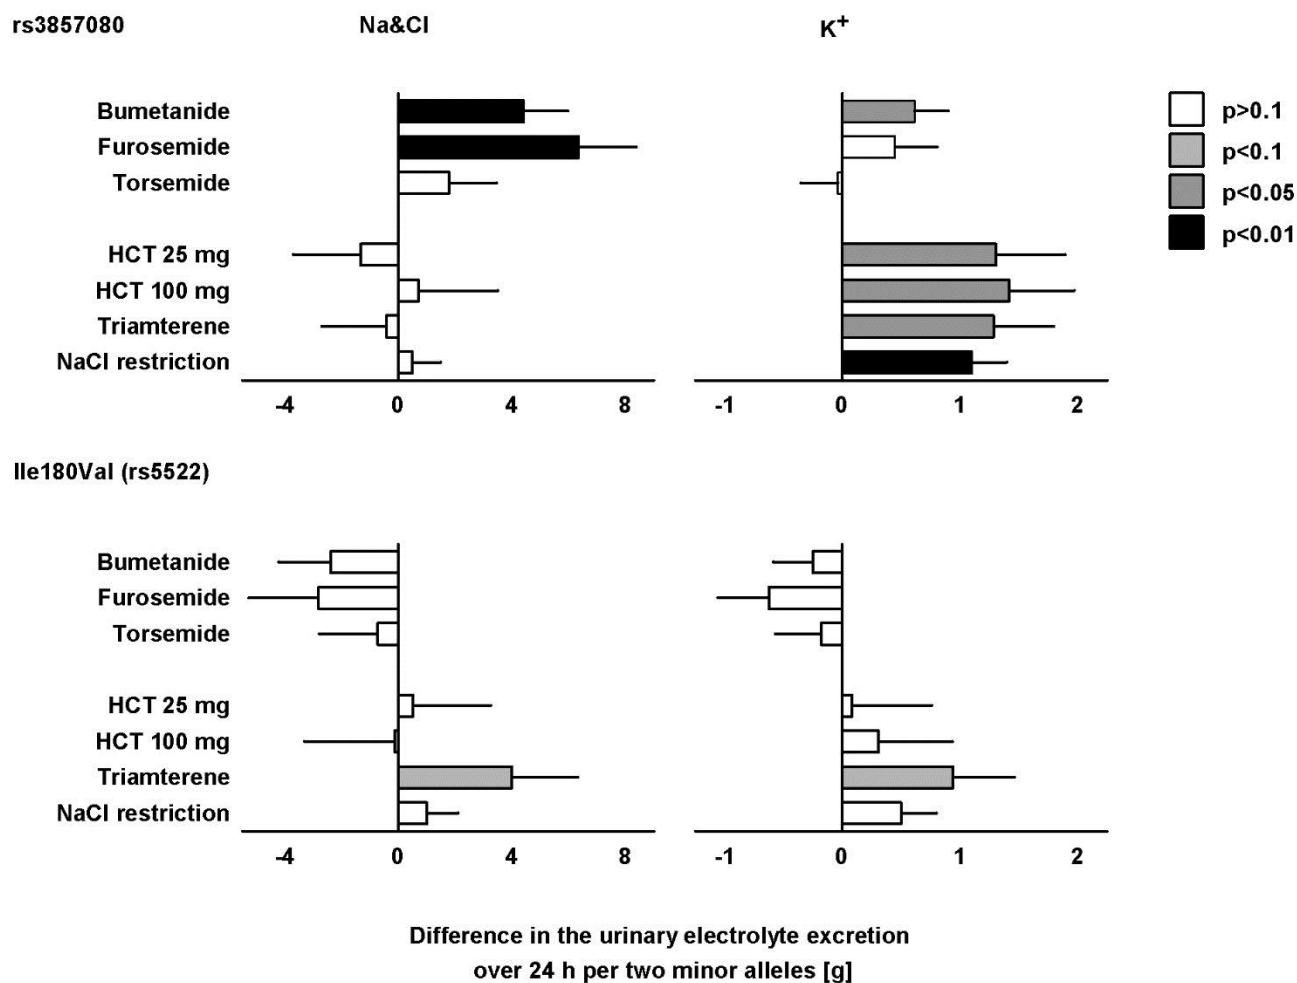 rs3857080 Na&Cl K+
Bumetanide
Furosemide
Torsemide
HCT 25 mg
HCT 100 mg
Triamterene
NaCl restriction
-4 0 4 8 -1 0 1 2
p>0.1
p<0.1
p<0.05
p<0.01
Ile180Val (rs5522)
Bumetanide
Furosemide
Torsemide
HCT 25 mg
HCT 100 mg
Triamterene
NaCl restriction
-4 0 4 8 -1 0 1 2
Difference in the urinary electrolyte excretion
over 24 h per two minor alleles [g]